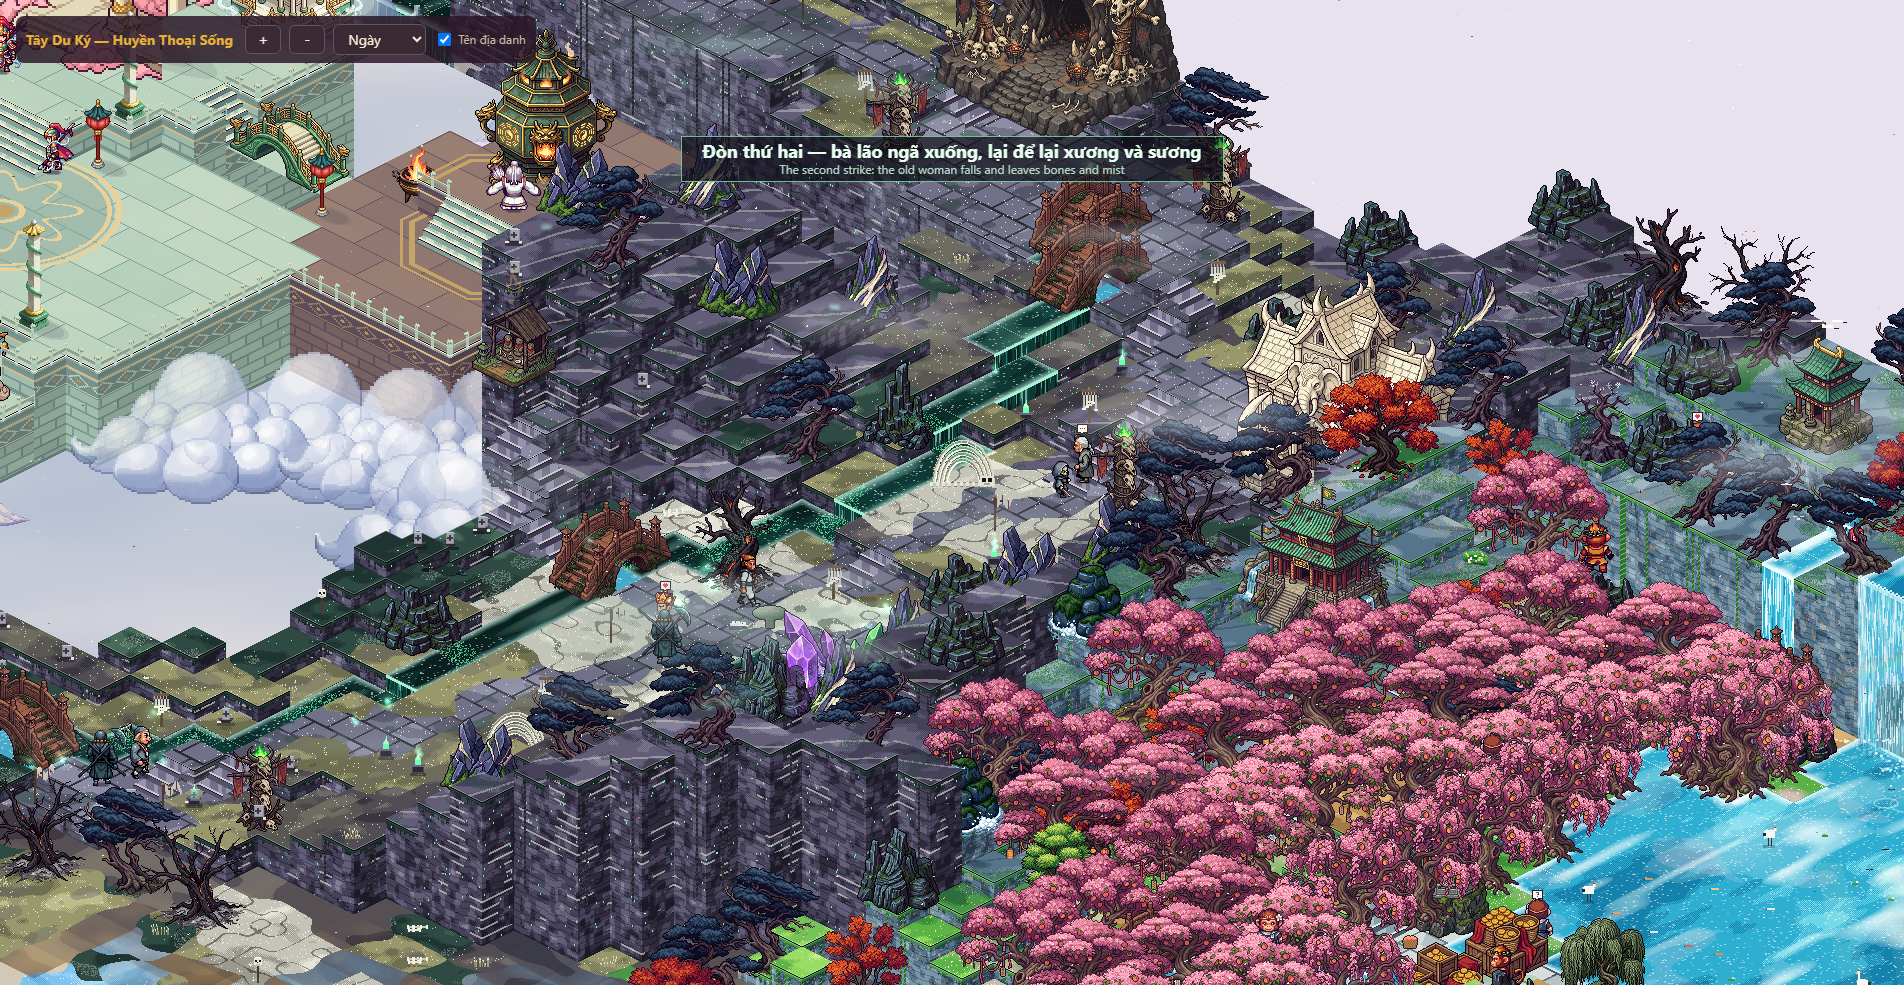 Tây Du Ký — Huyền Thoại Sống
+
-
Ngày
Tên địa danh
Đòn thứ hai — bà lão ngã xuống, lại để lại xương và sương
The second strike: the old woman falls and leaves bones and mist